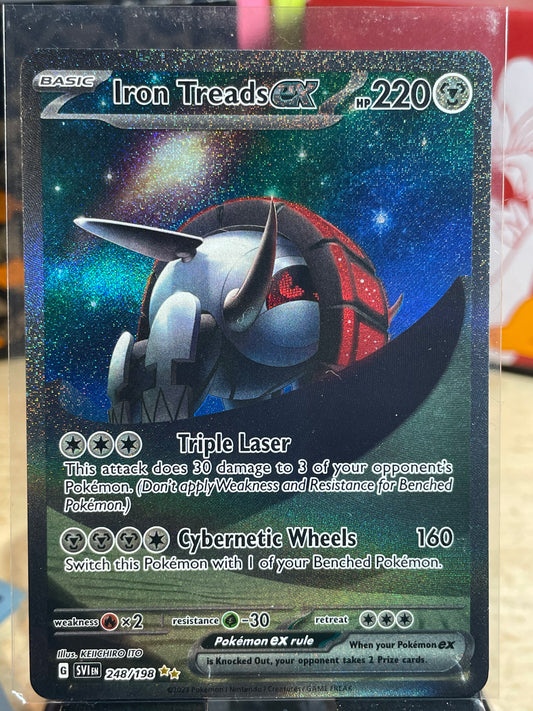 BASIC
Iron Treads ex HP 220
Triple Laser
This attack does 30 damage to 3 of your opponent's
Pokémon. (Don't apply Weakness and Resistance for Benched
Pokémon.)
Cybernetic Wheels 160
Switch this Pokémon with 1 of your Benched Pokémon.
weakness ×2 resistance -30 retreat
Illus. KEIICHIRO ITO
Pokémon ex rule When your Pokémon ex
is Knocked Out, your opponent takes 2 Prize cards.
G SVI EN 248/198
©2023 Pokémon / Nintendo / Creatures / GAME FREAK